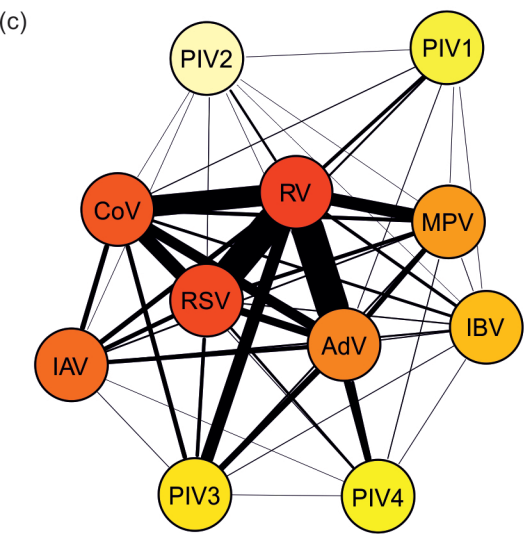 (c)
PIV2
PIV1
CoV
RV
MPV
RSV
IBV
AdV
IAV
PIV3
PIV4